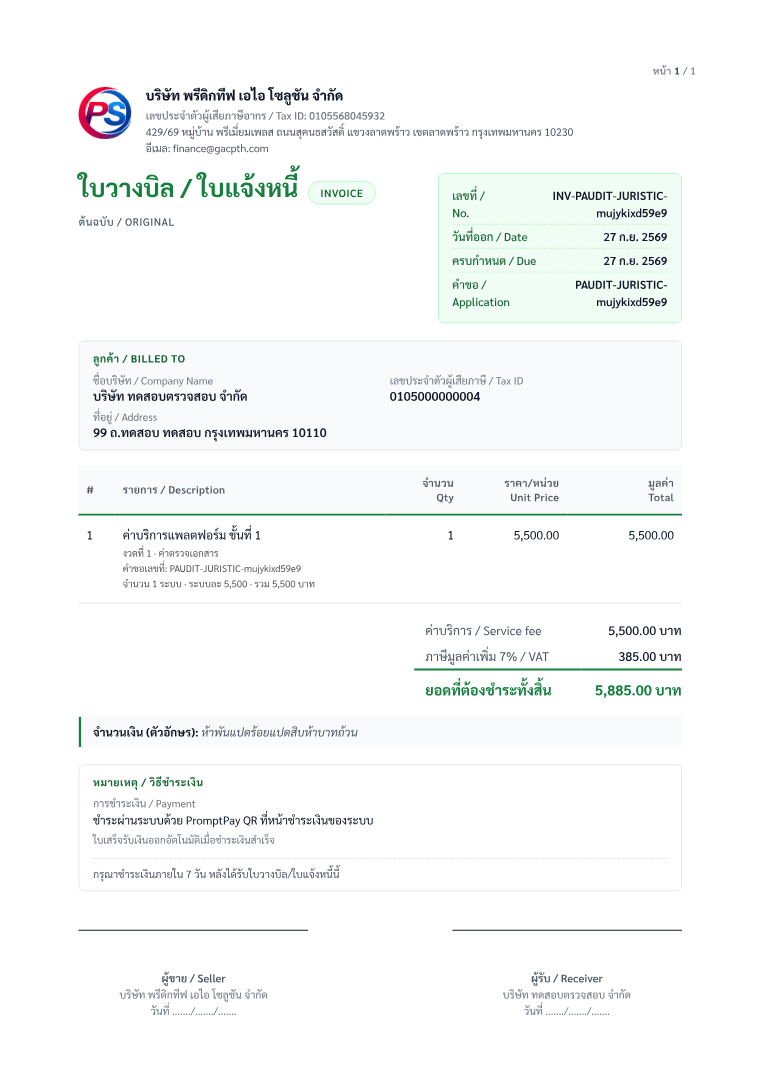 หน้า 1 / 1
PS
บริษัท พรีดิกทีฟ เอไอ โซลูชัน จำกัด
เลขประจำตัวผู้เสียภาษีอากร / Tax ID: 0105568045932
429/69 หมู่บ้าน พรีเมี่ยมเพลส ถนนสุคนธสวัสดิ์ แขวงลาดพร้าว เขตลาดพร้าว กรุงเทพมหานคร 10230
อีเมล: finance@gacpth.com
ใบวางบิล / ใบแจ้งหนี้ INVOICE
ต้นฉบับ / ORIGINAL
เลขที่ / No. INV-PAUDIT-JURISTIC-mujykixd59e9
วันที่ออก / Date 27 ก.ย. 2569
ครบกำหนด / Due 27 ก.ย. 2569
คำขอ / Application PAUDIT-JURISTIC-mujykixd59e9
ลูกค้า / BILLED TO
ชื่อบริษัท / Company Name เลขประจำตัวผู้เสียภาษี / Tax ID
บริษัท ทดสอบตรวจสอบ จำกัด 0105000000004
ที่อยู่ / Address
99 ถ.ทดสอบ ทดสอบ กรุงเทพมหานคร 10110
# รายการ / Description จำนวน Qty ราคา/หน่วย Unit Price มูลค่า Total
1 ค่าบริการแพลตฟอร์ม ขั้นที่ 1 1 5,500.00 5,500.00
งวดที่ 1 · ค่าตรวจเอกสาร
คำขอเลขที่: PAUDIT-JURISTIC-mujykixd59e9
จำนวน 1 ระบบ · ระบบละ 5,500 · รวม 5,500 บาท
ค่าบริการ / Service fee 5,500.00 บาท
ภาษีมูลค่าเพิ่ม 7% / VAT 385.00 บาท
ยอดที่ต้องชำระทั้งสิ้น 5,885.00 บาท
จำนวนเงิน (ตัวอักษร): ห้าพันแปดร้อยแปดสิบห้าบาทถ้วน
หมายเหตุ / วิธีชำระเงิน
การชำระเงิน / Payment
ชำระผ่านระบบด้วย PromptPay QR ที่หน้าชำระเงินของระบบ
ใบเสร็จรับเงินออกอัตโนมัติเมื่อชำระเงินสำเร็จ
กรุณาชำระเงินภายใน 7 วัน หลังได้รับใบวางบิล/ใบแจ้งหนี้นี้
ผู้ขาย / Seller
บริษัท พรีดิกทีฟ เอไอ โซลูชัน จำกัด
วันที่ ......./......./.......
ผู้รับ / Receiver
บริษัท ทดสอบตรวจสอบ จำกัด
วันที่ ......./......./.......